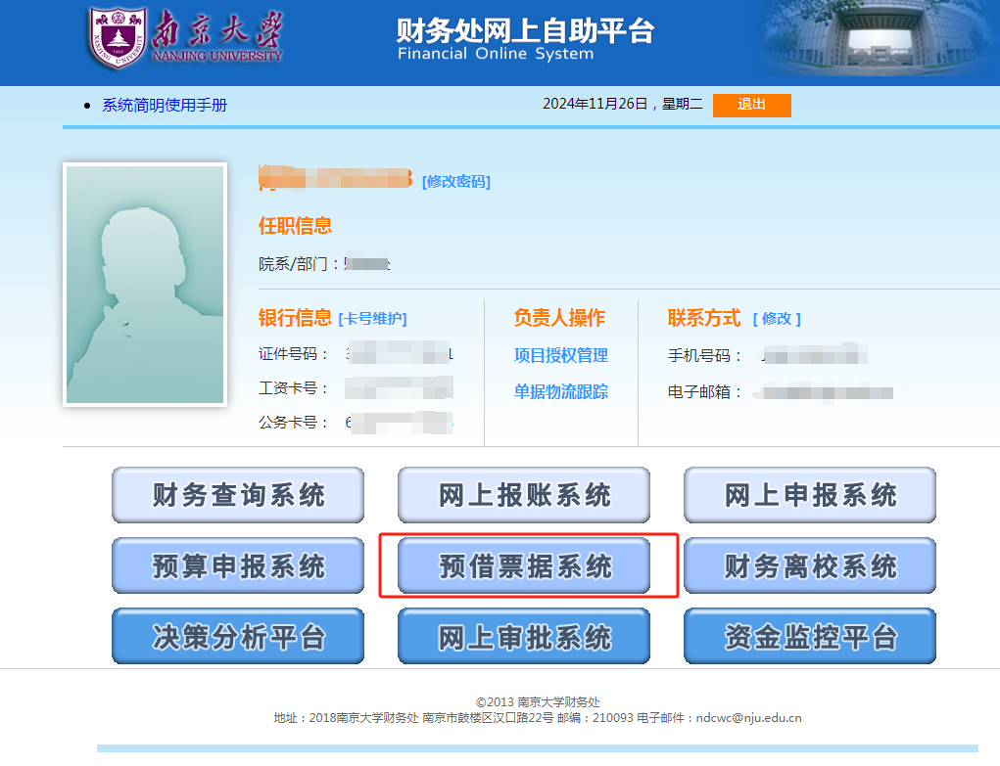 南京大学
NANJING UNIVERSITY
财务处网上自助平台
Financial Online System
系统简明使用手册
2024年11月26日，星期二
退出
[修改密码]
任职信息
院系/部门：
银行信息 [卡号维护]
证件号码：
工资卡号：
公务卡号：
负责人操作
项目授权管理
单据物流跟踪
联系方式 [ 修改 ]
手机号码：
电子邮箱：
财务查询系统
网上报账系统
网上申报系统
预算申报系统
预借票据系统
财务离校系统
决策分析平台
网上审批系统
资金监控平台
©2013 南京大学财务处
地址：2018南京大学财务处 南京市鼓楼区汉口路22号 邮编：210093 电子邮件：ndcwc@nju.edu.cn